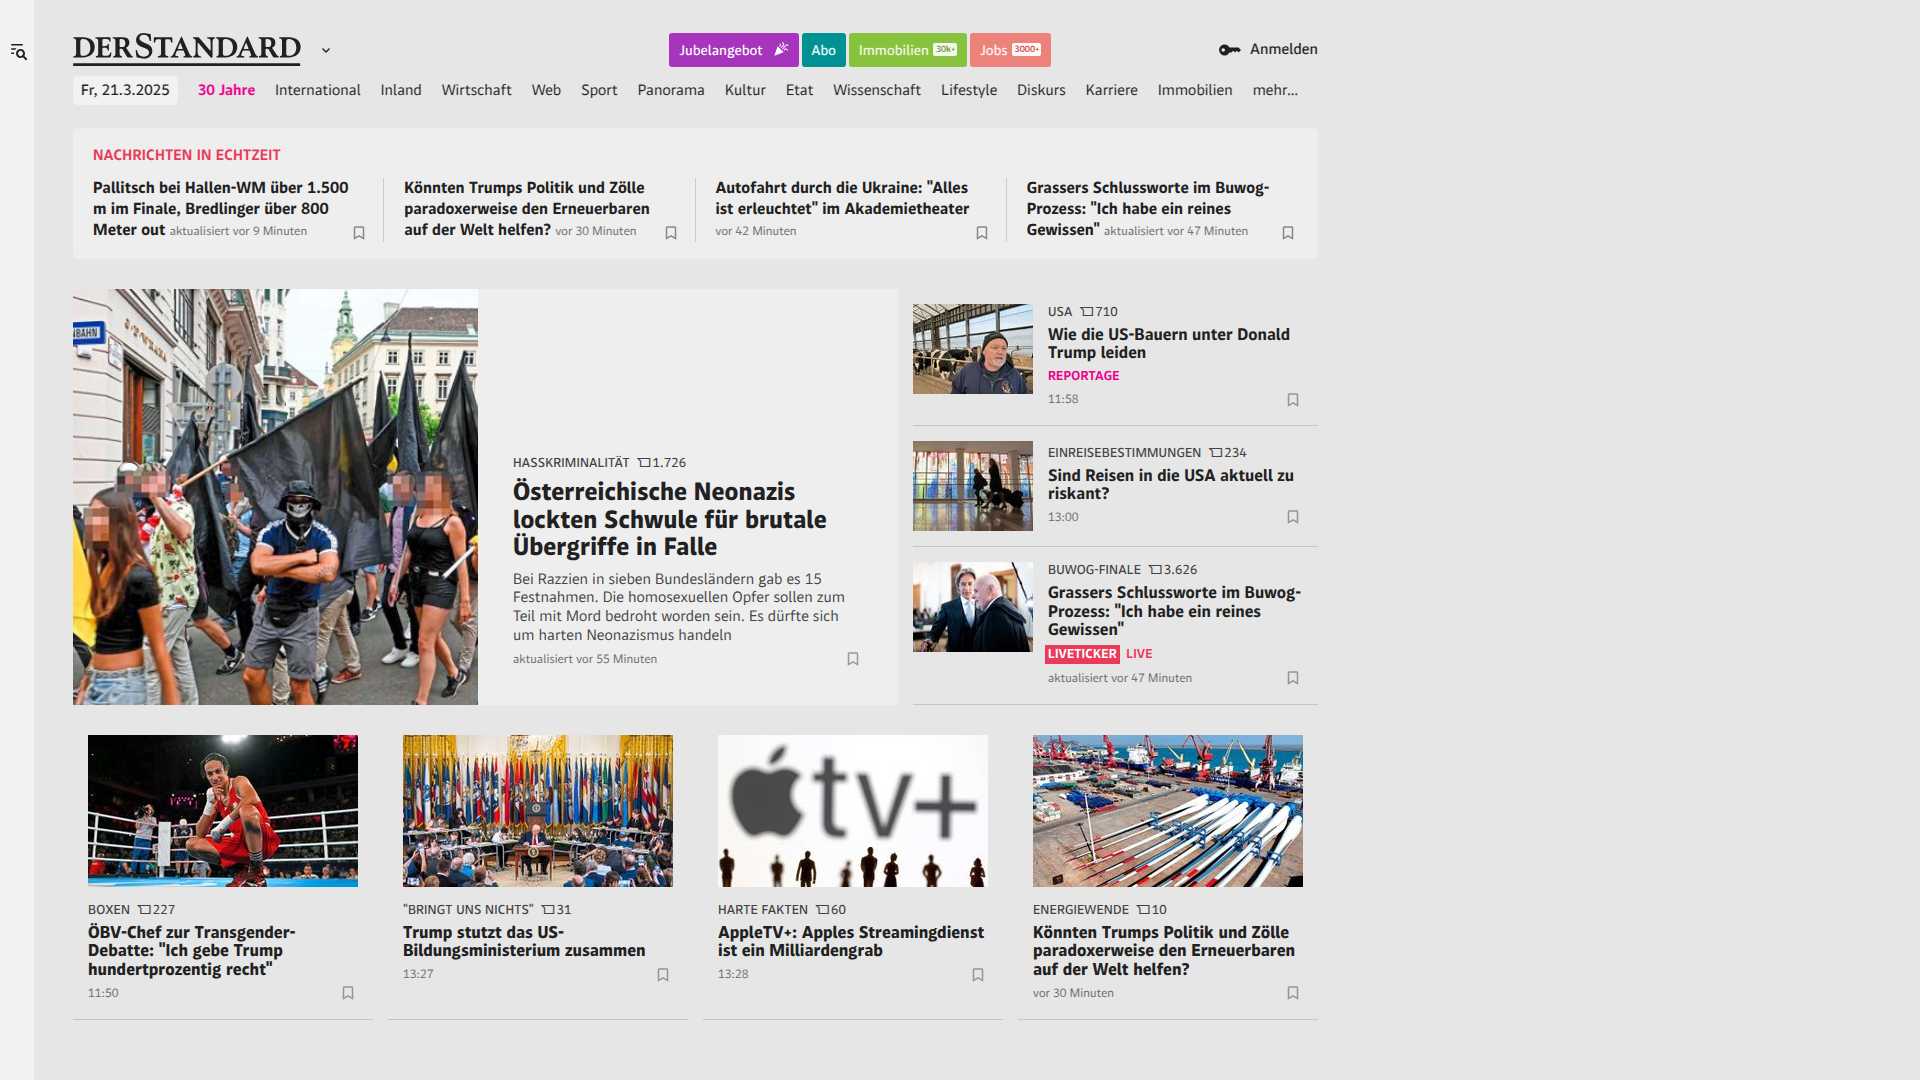 DERSTANDARD
Jubelangebot
Abo
Immobilien 30k+
Jobs 3000+
Anmelden
Fr, 21.3.2025
30 Jahre
International
Inland
Wirtschaft
Web
Sport
Panorama
Kultur
Etat
Wissenschaft
Lifestyle
Diskurs
Karriere
Immobilien
mehr...
NACHRICHTEN IN ECHTZEIT
Pallitsch bei Hallen-WM über 1.500
m im Finale, Bredlinger über 800
Meter out aktualisiert vor 9 Minuten
Könnten Trumps Politik und Zölle
paradoxerweise den Erneuerbaren
auf der Welt helfen? vor 30 Minuten
Autofahrt durch die Ukraine: "Alles
ist erleuchtet" im Akademietheater
vor 42 Minuten
Grassers Schlussworte im Buwog-
Prozess: "Ich habe ein reines
Gewissen" aktualisiert vor 47 Minuten
NBAHN
HASSKRIMINALITÄT 1.726
Österreichische Neonazis
lockten Schwule für brutale
Übergriffe in Falle
Bei Razzien in sieben Bundesländern gab es 15
Festnahmen. Die homosexuellen Opfer sollen zum
Teil mit Mord bedroht worden sein. Es dürfte sich
um harten Neonazismus handeln
aktualisiert vor 55 Minuten
USA 710
Wie die US-Bauern unter Donald
Trump leiden
REPORTAGE
11:58
EINREISEBESTIMMUNGEN 234
Sind Reisen in die USA aktuell zu
riskant?
13:00
BUWOG-FINALE 3.626
Grassers Schlussworte im Buwog-
Prozess: "Ich habe ein reines
Gewissen"
LIVETICKER LIVE
aktualisiert vor 47 Minuten
BOXEN 227
ÖBV-Chef zur Transgender-
Debatte: "Ich gebe Trump
hundertprozentig recht"
11:50
"BRINGT UNS NICHTS" 31
Trump stutzt das US-
Bildungsministerium zusammen
13:27
tv+
HARTE FAKTEN 60
AppleTV+: Apples Streamingdienst
ist ein Milliardengrab
13:28
ENERGIEWENDE 10
Könnten Trumps Politik und Zölle
paradoxerweise den Erneuerbaren
auf der Welt helfen?
vor 30 Minuten